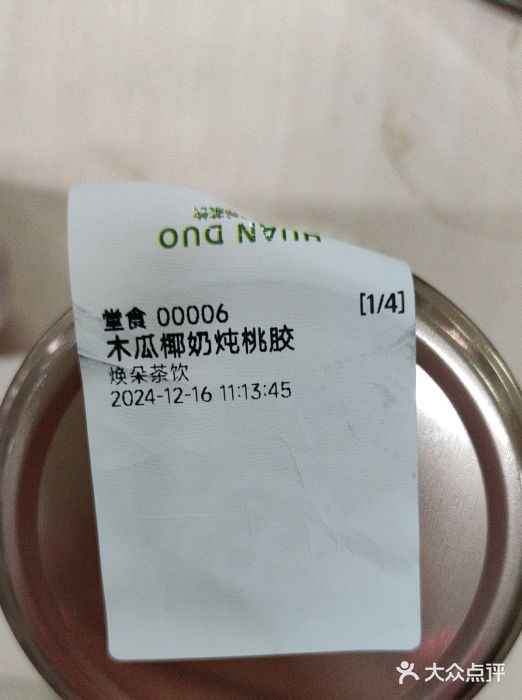 HUAN DUO
堂食 00006
[1/4]
木瓜椰奶炖桃胶
焕朵茶饮
2024-12-16 11:13:45
大众点评